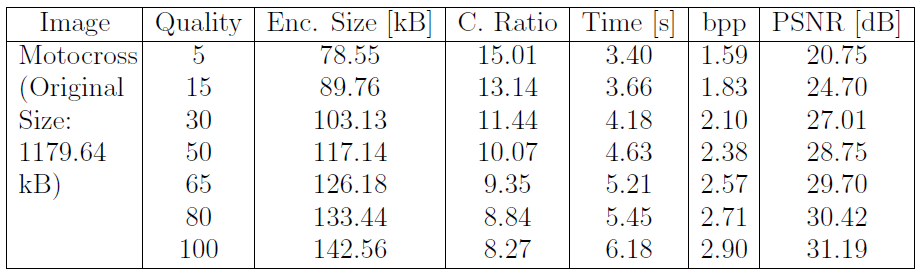 Image Quality Enc. Size [kB] C. Ratio Time [s] bpp PSNR [dB]
Motocross 5 78.55 15.01 3.40 1.59 20.75
(Original 15 89.76 13.14 3.66 1.83 24.70
Size: 30 103.13 11.44 4.18 2.10 27.01
1179.64 50 117.14 10.07 4.63 2.38 28.75
kB) 65 126.18 9.35 5.21 2.57 29.70
80 133.44 8.84 5.45 2.71 30.42
100 142.56 8.27 6.18 2.90 31.19